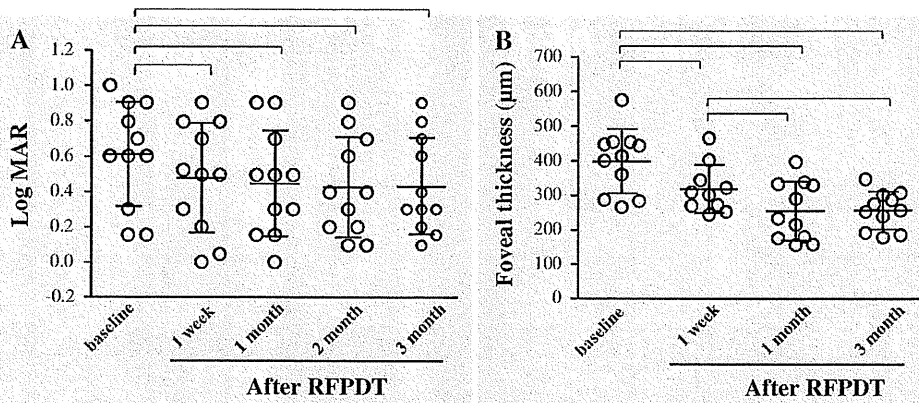 A
1.2
1.0
0.8
0.6
0.4
0.2
0.0
-0.2
Log MAR
baseline
1 week
1 month
2 month
3 month
After RFPDT
B
700
600
500
400
300
200
100
0
Foveal thickness (µm)
baseline
1 week
1 month
3 month
After RFPDT